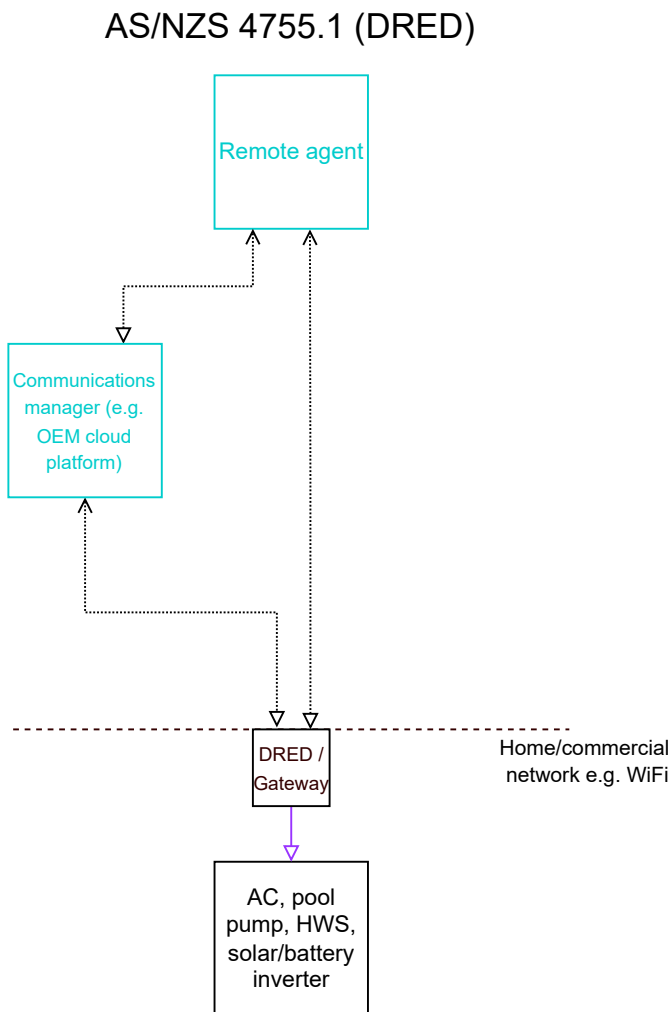 AS/NZS 4755.1 (DRED)
Remote agent
Communications
manager (e.g.
OEM cloud
platform)
DRED /
Gateway
Home/commercial
network e.g. WiFi
AC, pool
pump, HWS,
solar/battery
inverter